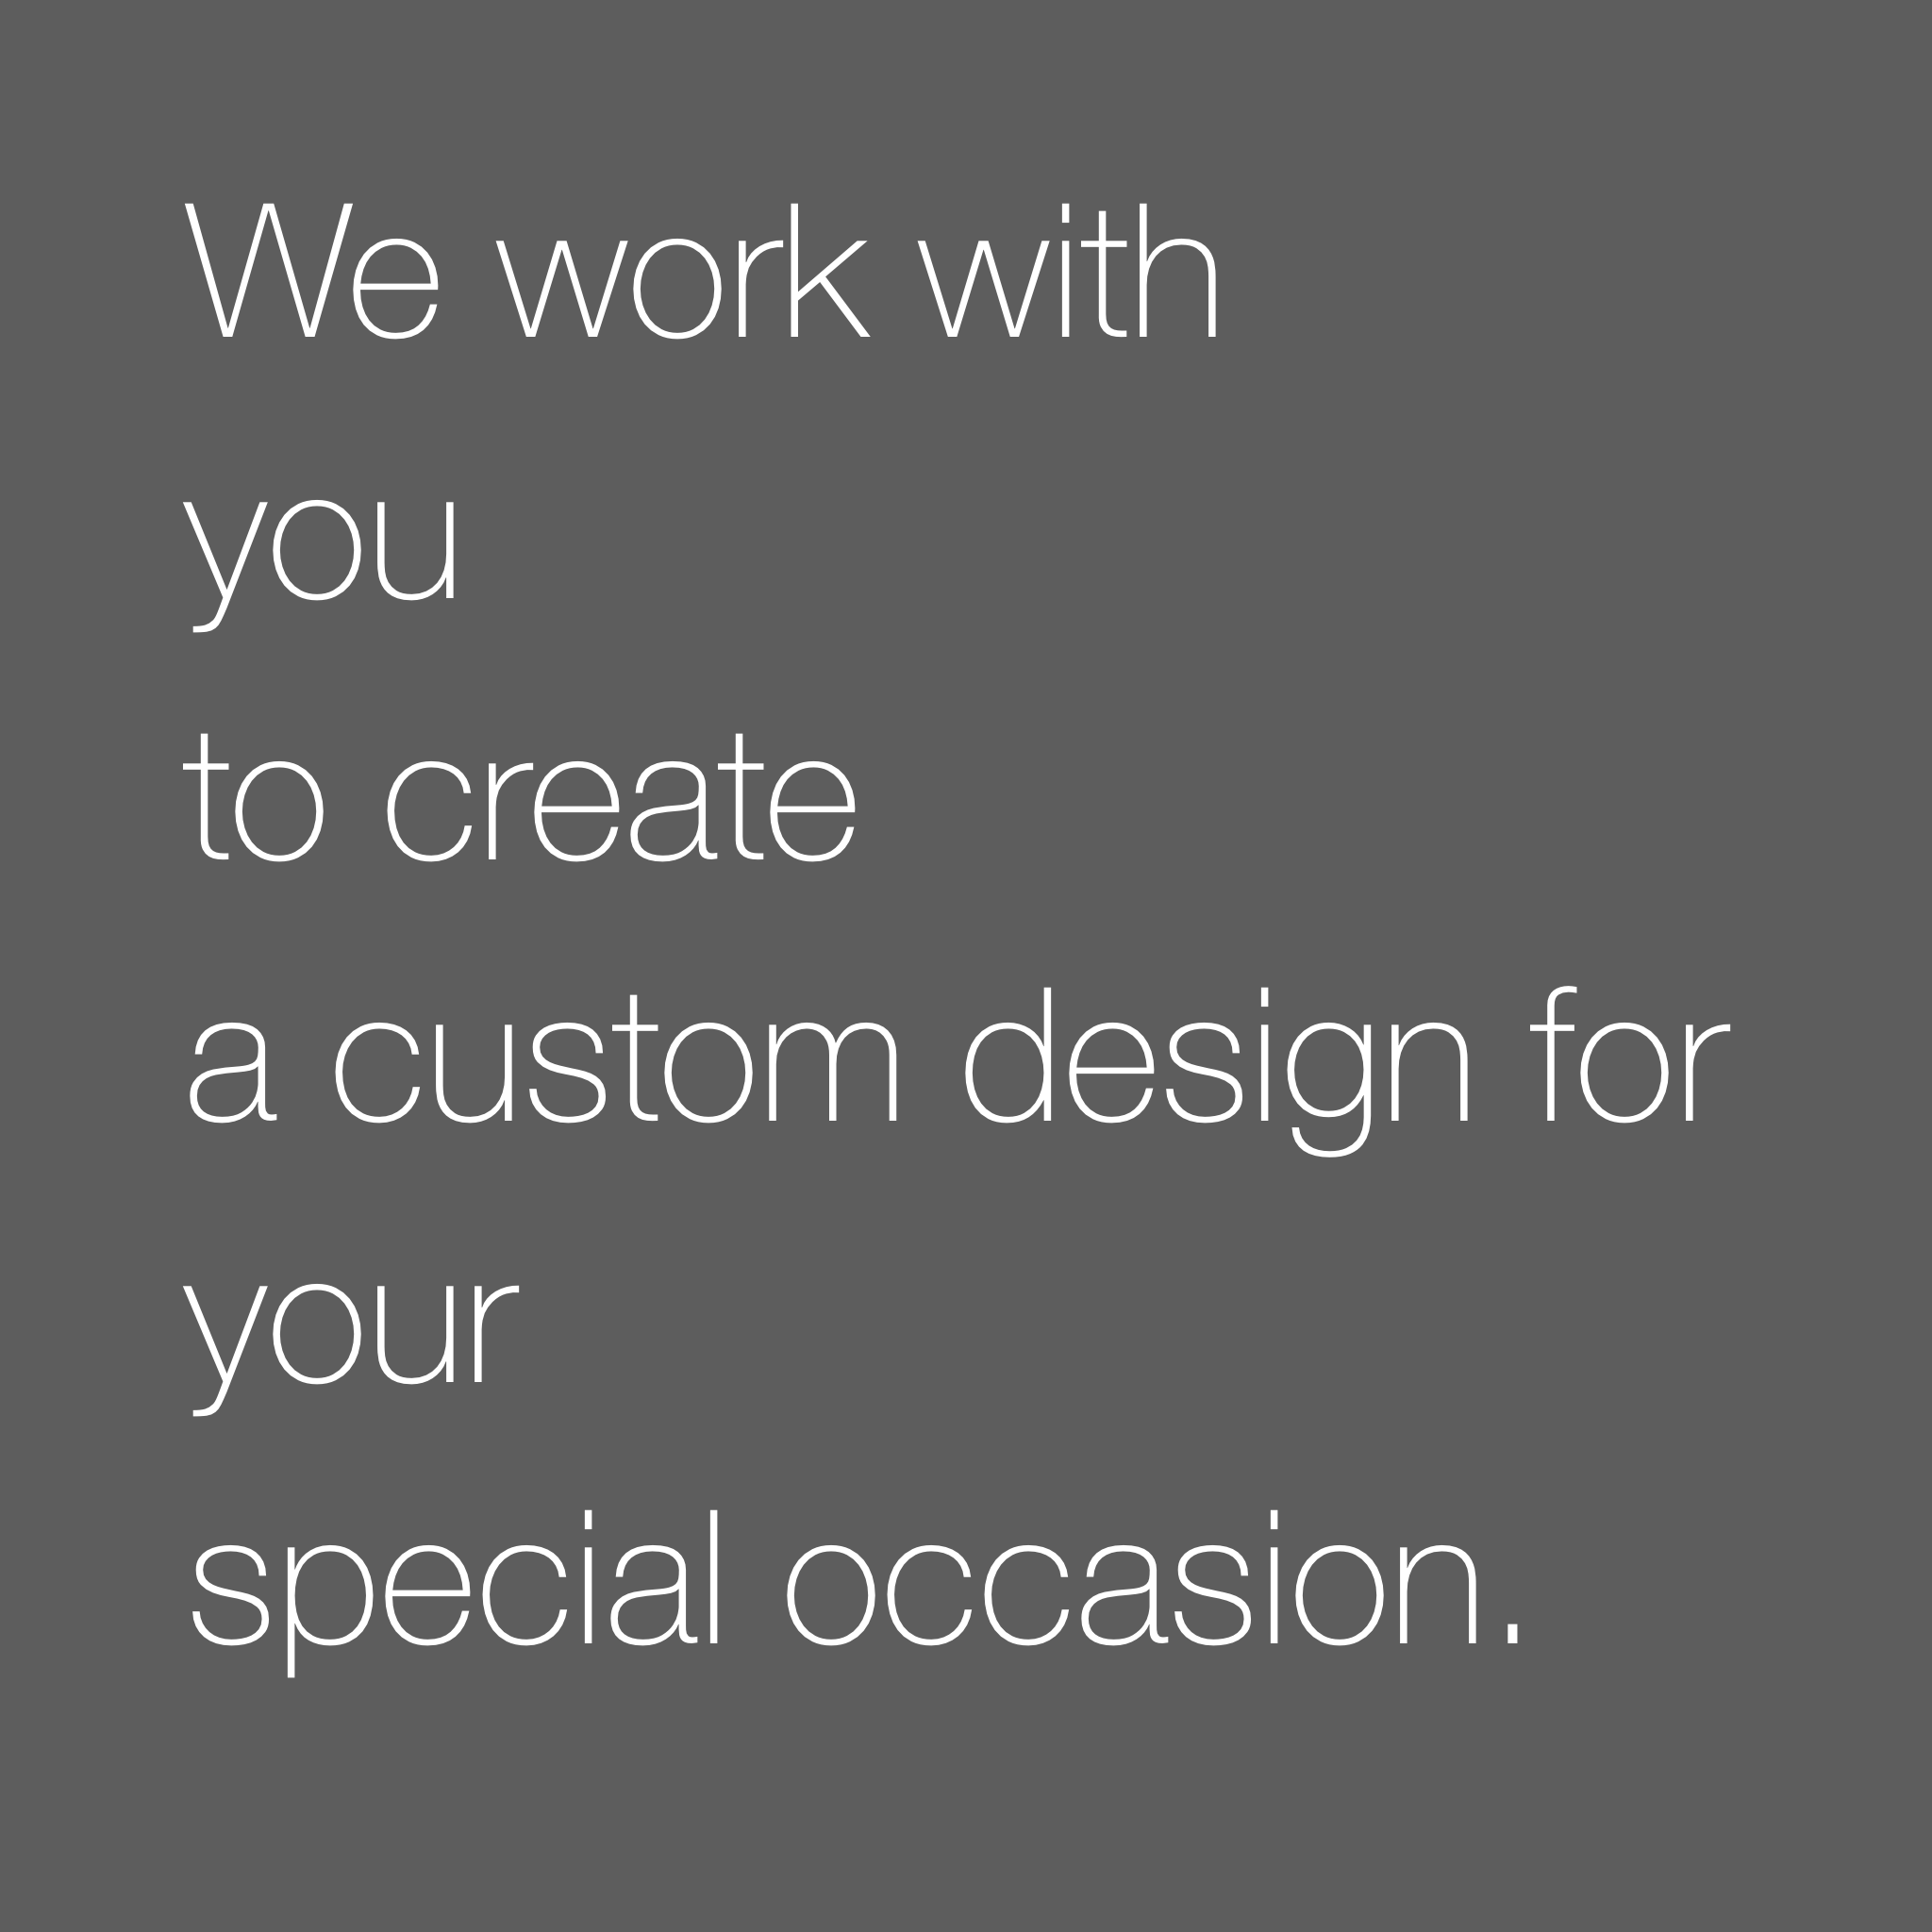 We work with
you
to create
a custom design for
your
special occasion.